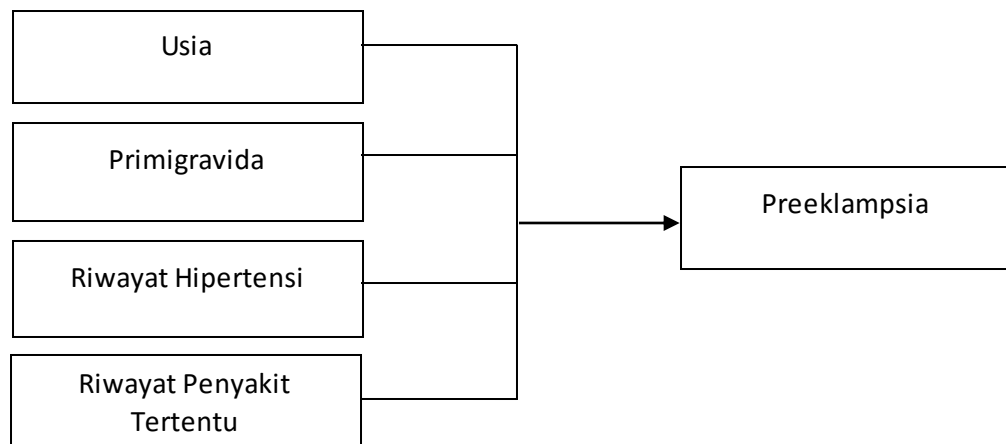 Usia
Primigravida
Preeklampsia
Riwayat Hipertensi
Riwayat Penyakit
Tertentu